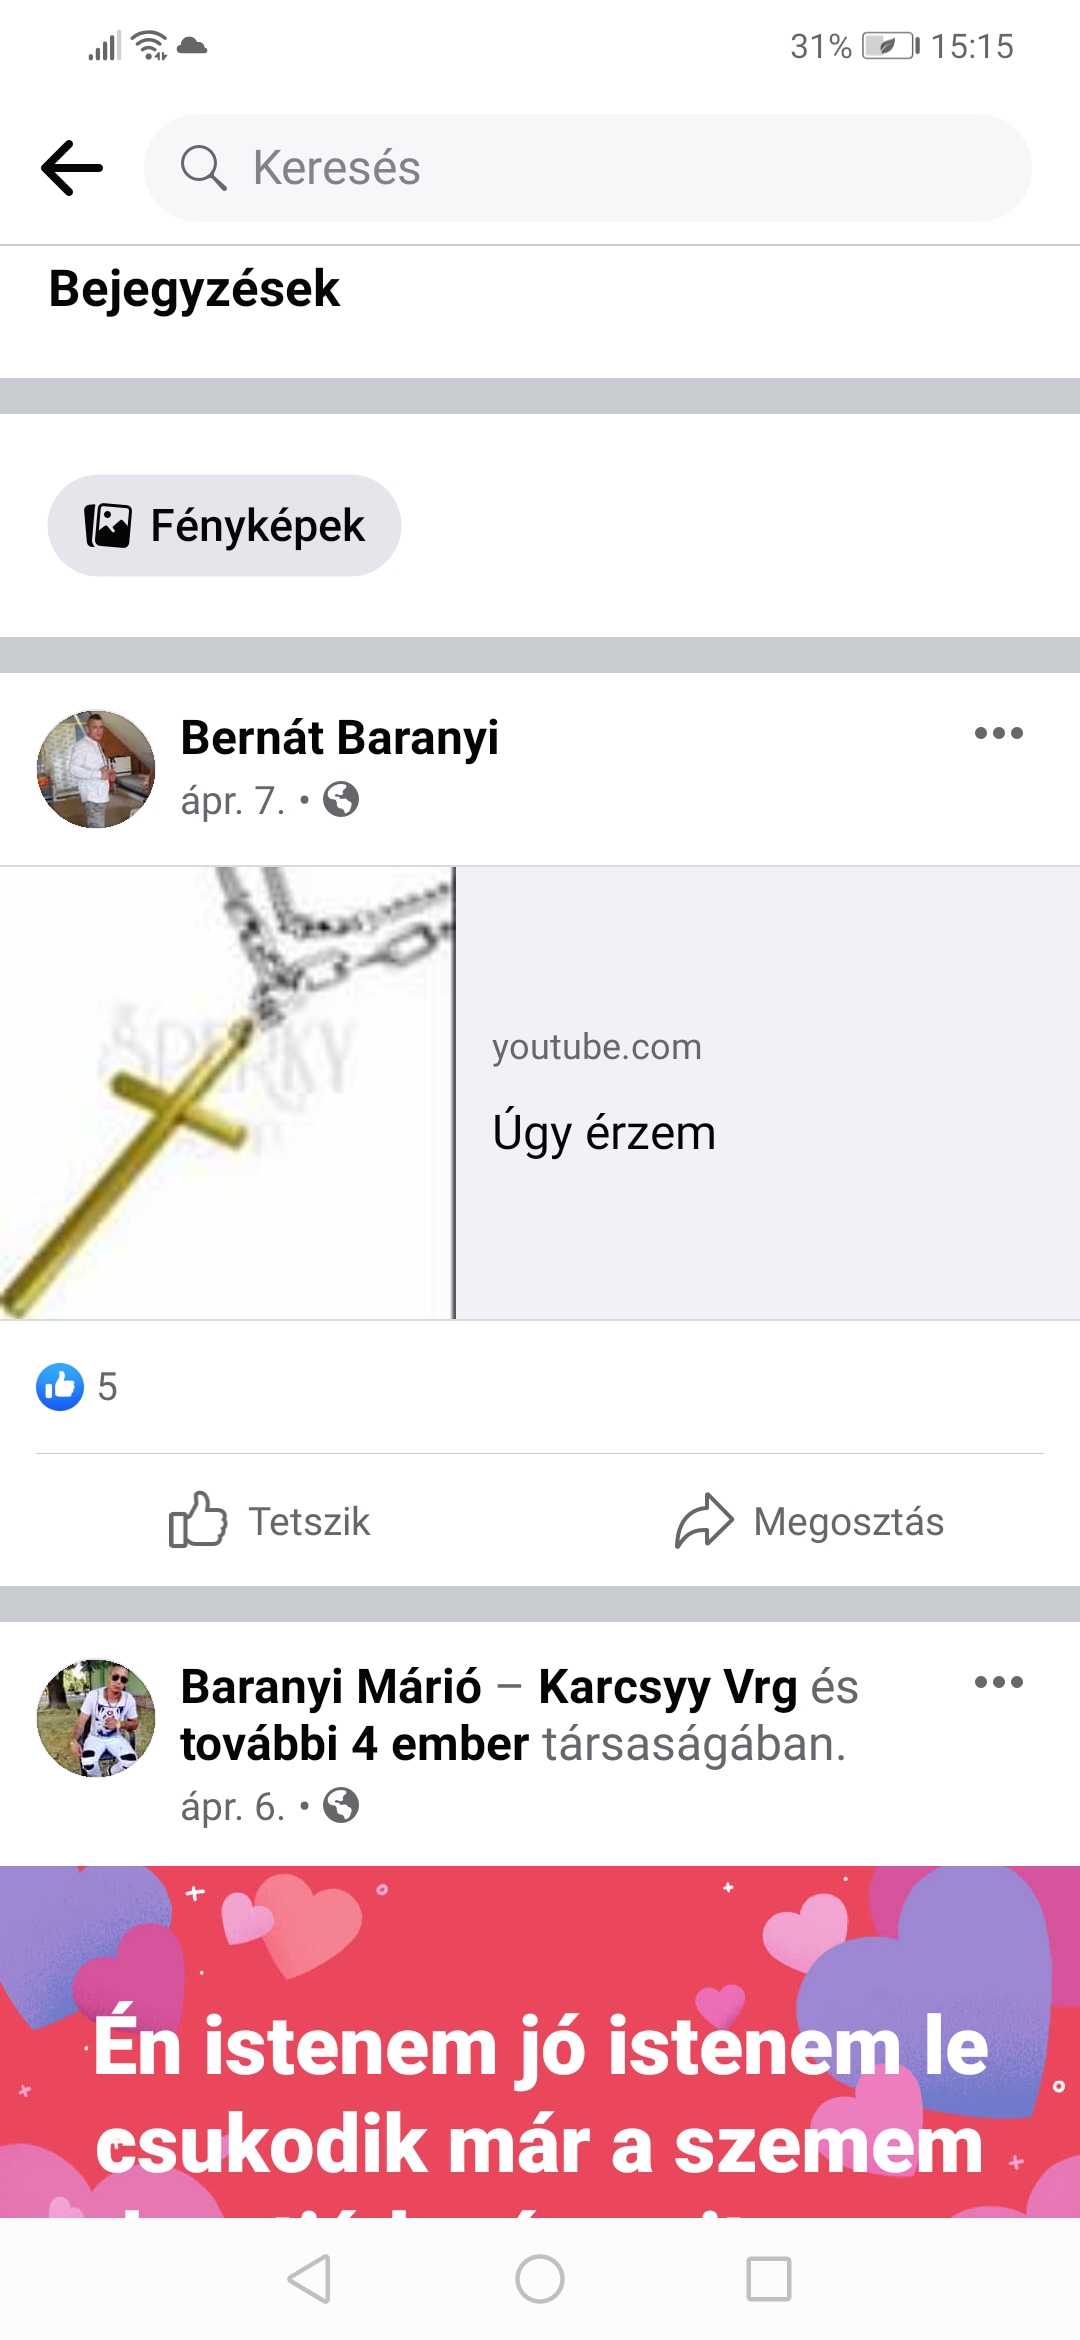 31% 15:15
Keresés
Bejegyzések
Fényképek
Bernát Baranyi
ápr. 7. •
youtube.com
Úgy érzem
5
Tetszik
Megosztás
Baranyi Márió – Karcsyy Vrg és
további 4 ember társaságában.
ápr. 6. •
Én istenem jó istenem le
csukodik már a szemem